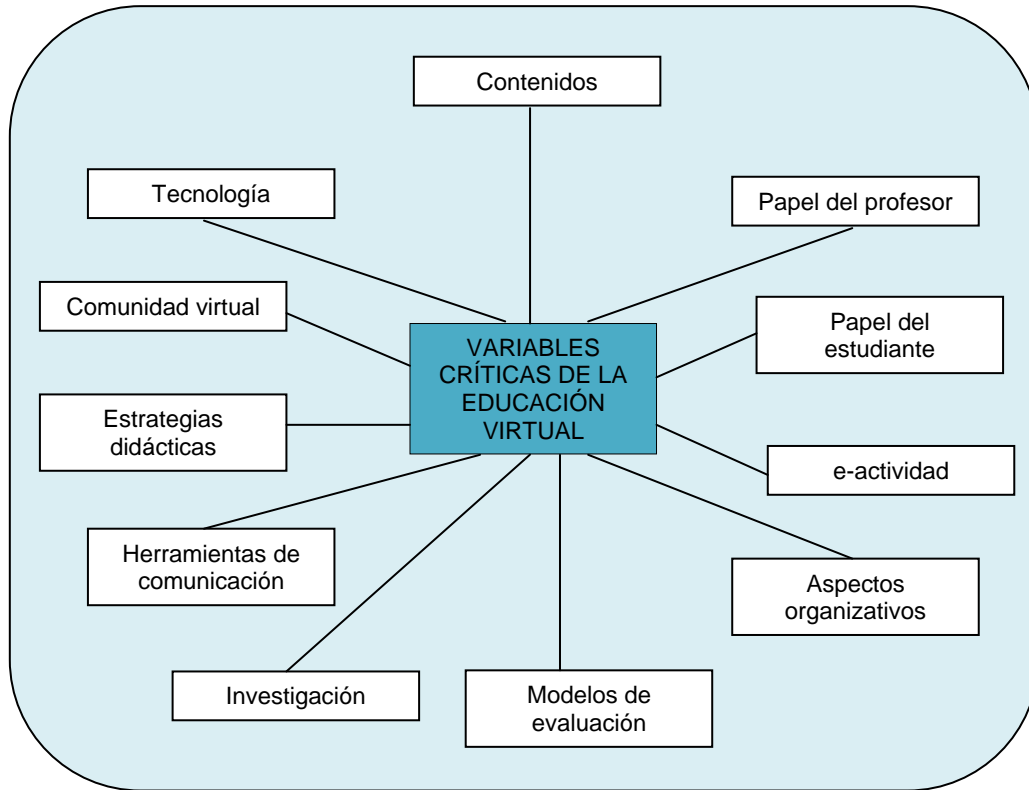 Contenidos
Tecnología
Papel del profesor
Comunidad virtual
Papel del
estudiante
VARIABLES
CRÍTICAS DE LA
EDUCACIÓN
VIRTUAL
Estrategias
didácticas
e-actividad
Herramientas de
comunicación
Aspectos
organizativos
Investigación
Modelos de
evaluación